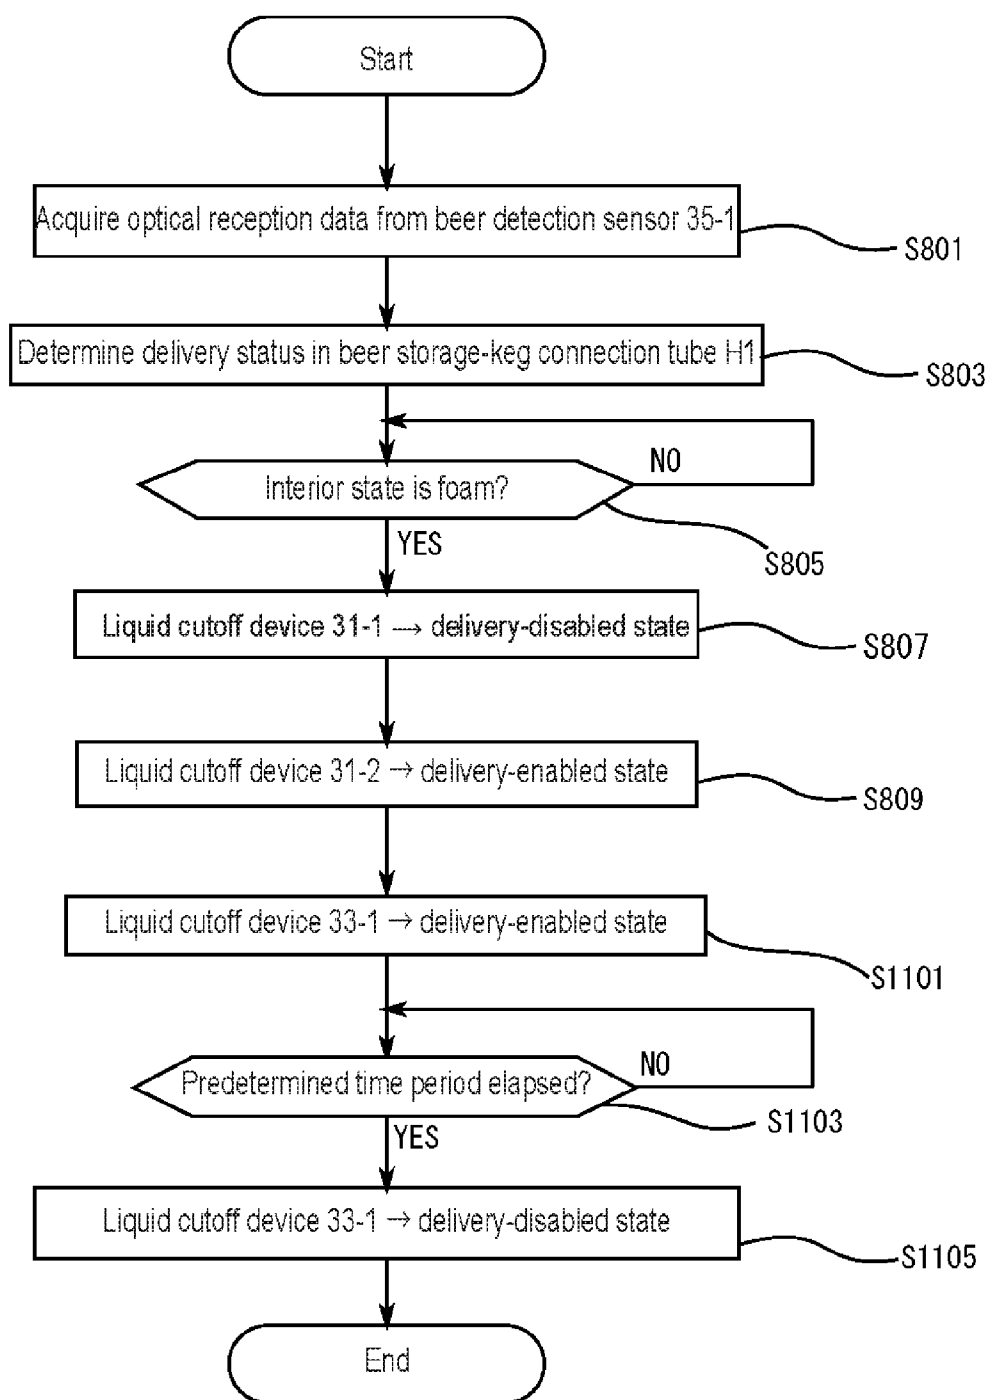 Start
Acquire optical reception data from beer detection sensor 35-1
S801
Determine delivery status in beer storage-keg connection tube H1
S803
NO
Interior state is foam?
YES
S805
Liquid cutoff device 31-1 → delivery-disabled state
S807
Liquid cutoff device 31-2 → delivery-enabled state
S809
Liquid cutoff device 33-1 → delivery-enabled state
S1101
NO
Predetermined time period elapsed?
S1103
YES
Liquid cutoff device 33-1 → delivery-disabled state
S1105
End